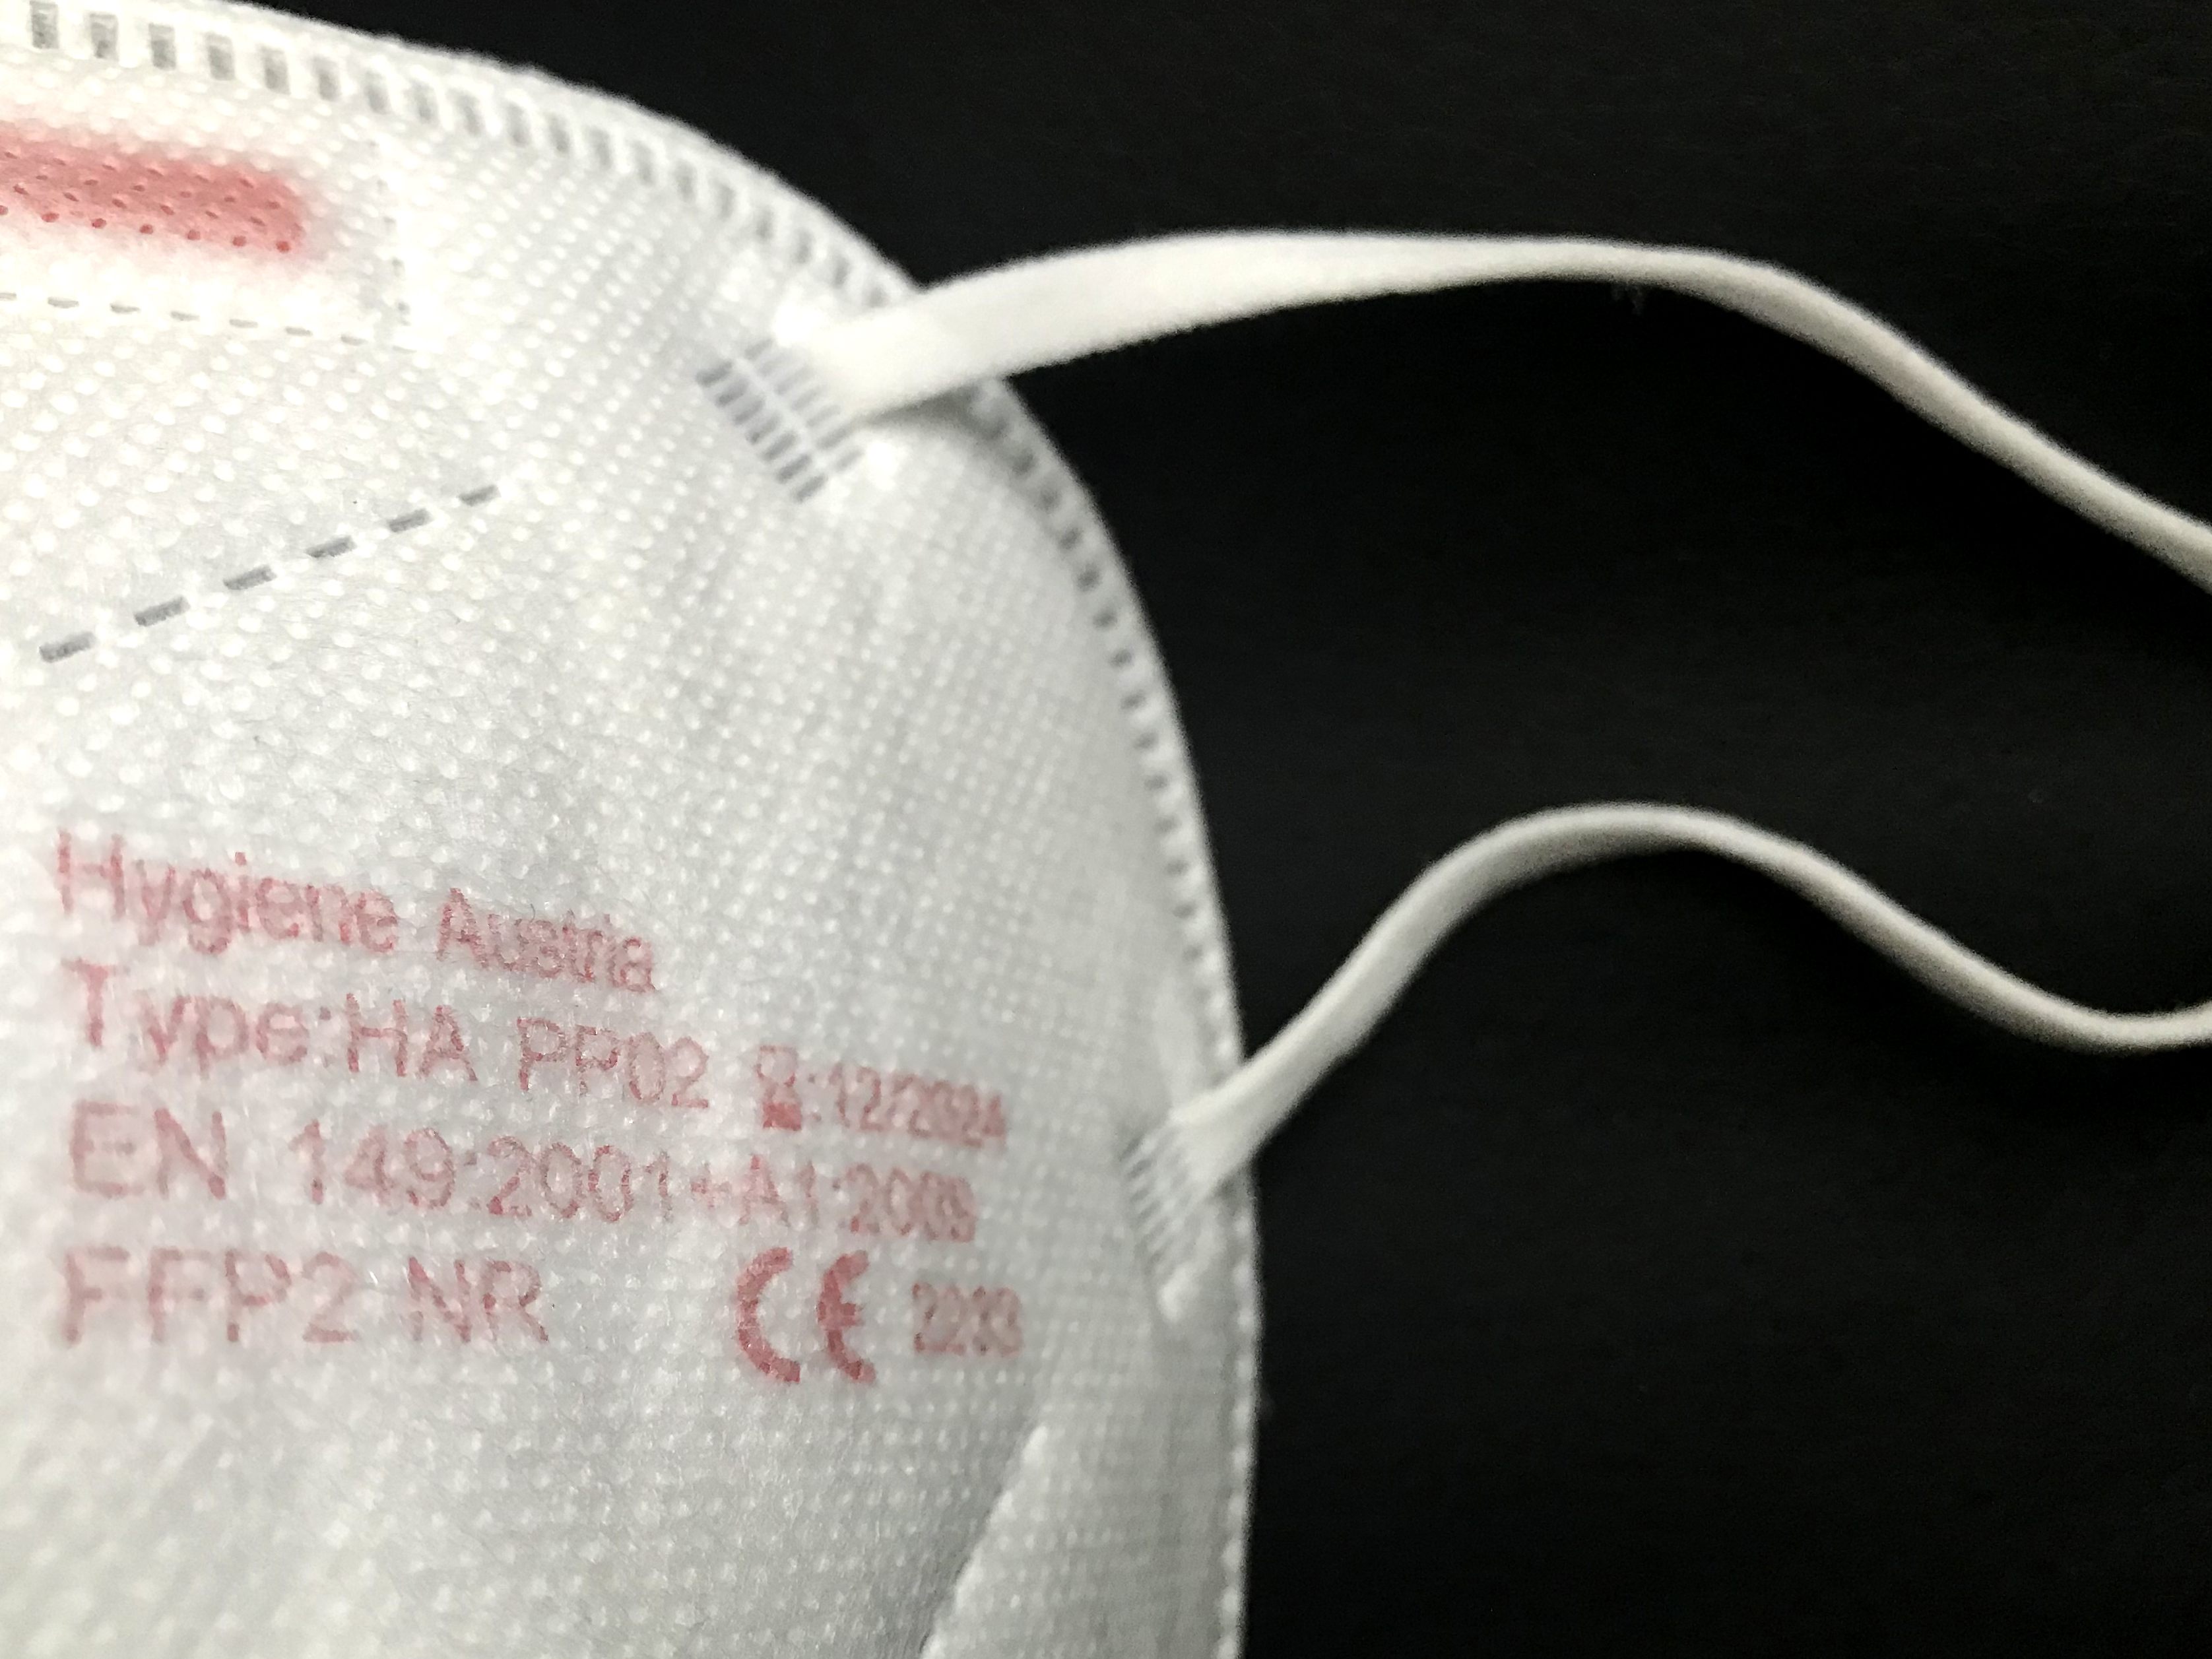 Hygiene Austria
Type:HA PP02 ⌛:12/2024
EN 149:2001+A1:2009
FFP2 NR CE 2233